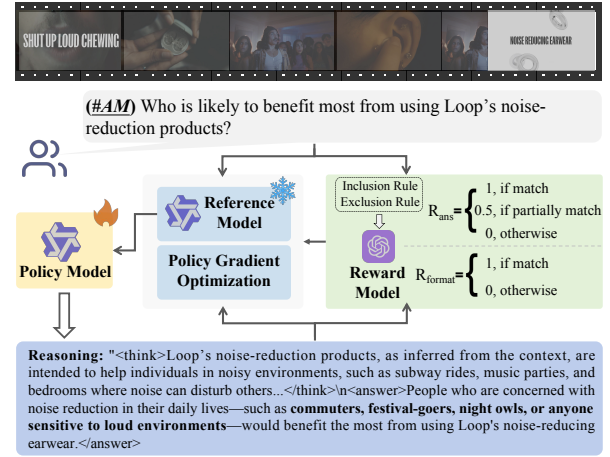 SHUT UP LOUD CHEWING
NOISE REDUCING EARWEAR
(#AM) Who is likely to benefit most from using Loop's noise-
reduction products?
Reference
Model
Policy Gradient
Optimization
Policy Model
Inclusion Rule
Exclusion Rule
Reward
Model
R_ans = { 1, if match
0.5, if partially match
0, otherwise
R_format = { 1, if match
0, otherwise
Reasoning: "<think>Loop's noise-reduction products, as inferred from the context, are
intended to help individuals in noisy environments, such as subway rides, music parties, and
bedrooms where noise can disturb others...</think>\n<answer>People who are concerned with
noise reduction in their daily lives—such as commuters, festival-goers, night owls, or anyone
sensitive to loud environments—would benefit the most from using Loop's noise-reducing
earwear.</answer>